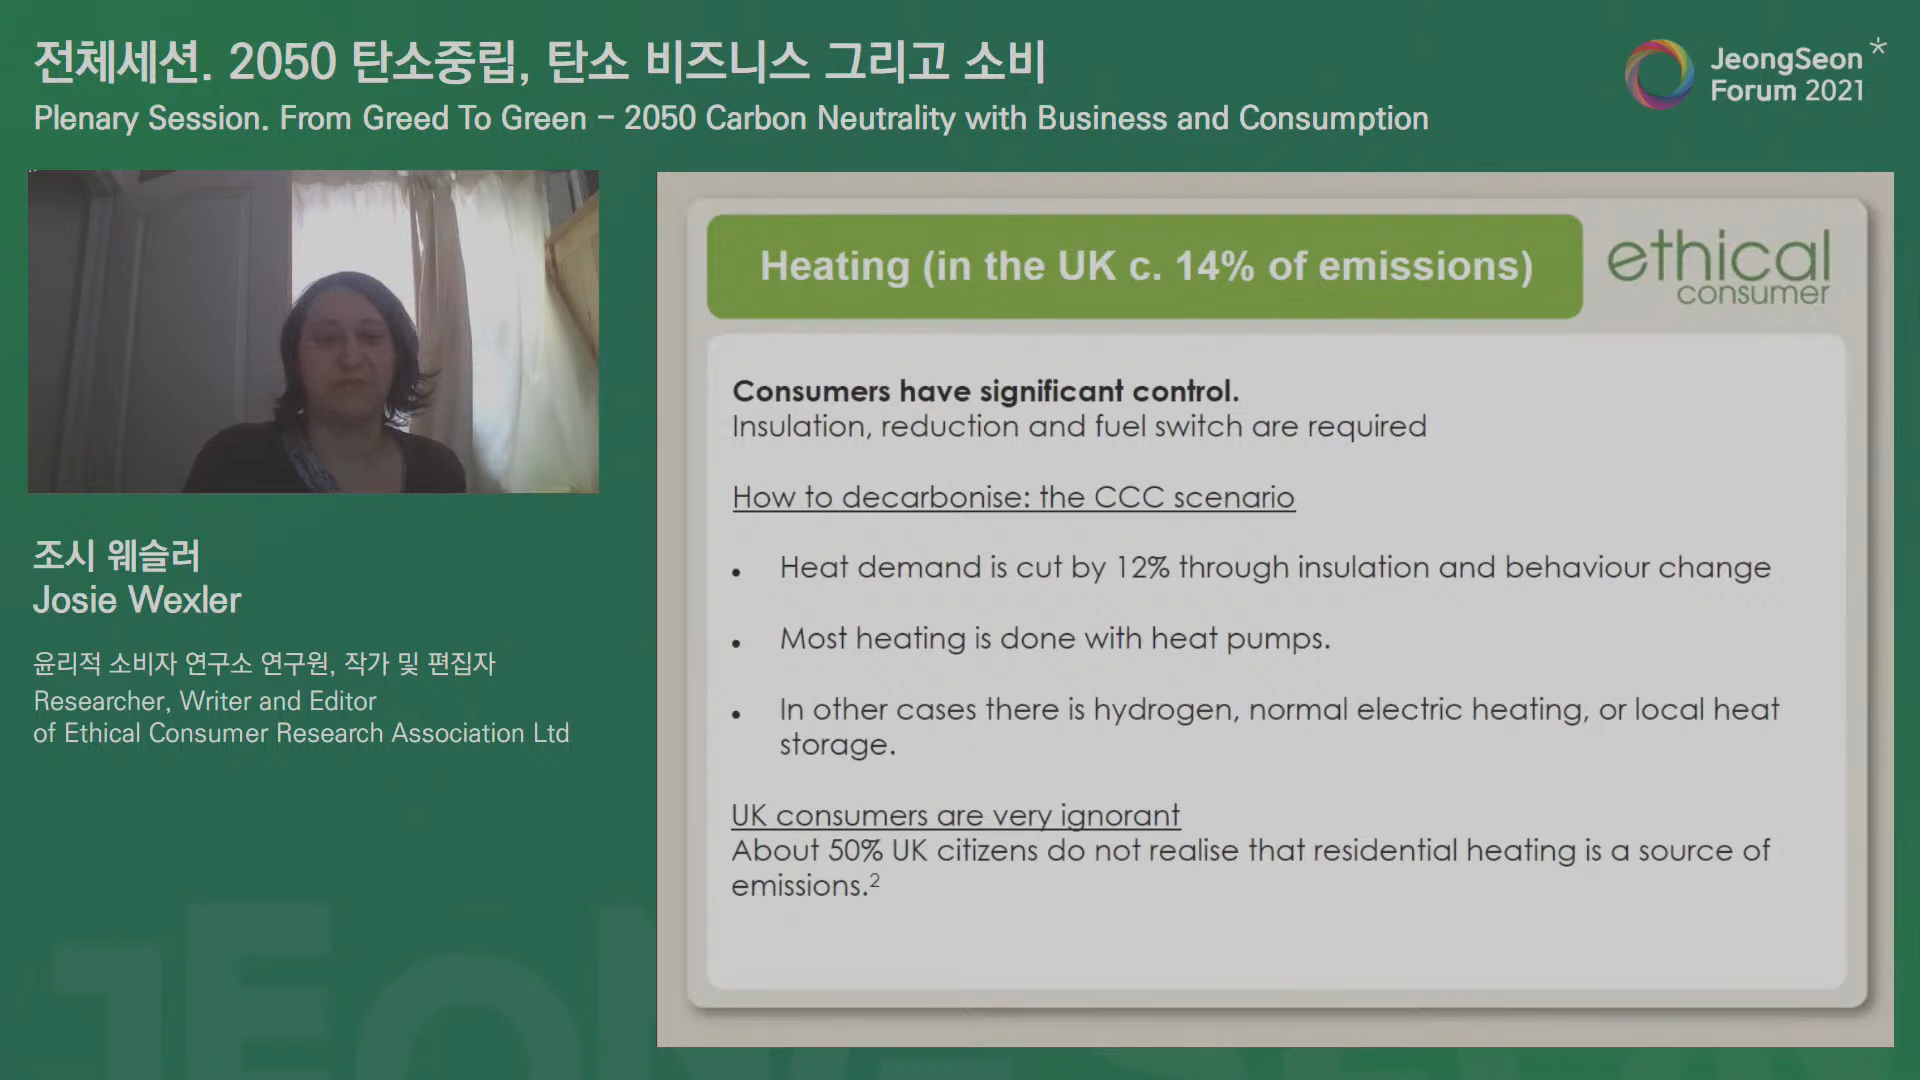 전체세션. 2050 탄소중립, 탄소 비즈니스 그리고 소비
Plenary Session. From Greed To Green – 2050 Carbon Neutrality with Business and Consumption
JeongSeon*
Forum 2021
조시 웨슬러
Josie Wexler
윤리적 소비자 연구소 연구원, 작가 및 편집자
Researcher, Writer and Editor
of Ethical Consumer Research Association Ltd
Heating (in the UK c. 14% of emissions)
ethical
consumer
Consumers have significant control.
Insulation, reduction and fuel switch are required
How to decarbonise: the CCC scenario
• Heat demand is cut by 12% through insulation and behaviour change
• Most heating is done with heat pumps.
• In other cases there is hydrogen, normal electric heating, or local heat
storage.
UK consumers are very ignorant
About 50% UK citizens do not realise that residential heating is a source of
emissions.²
JEONGSEON